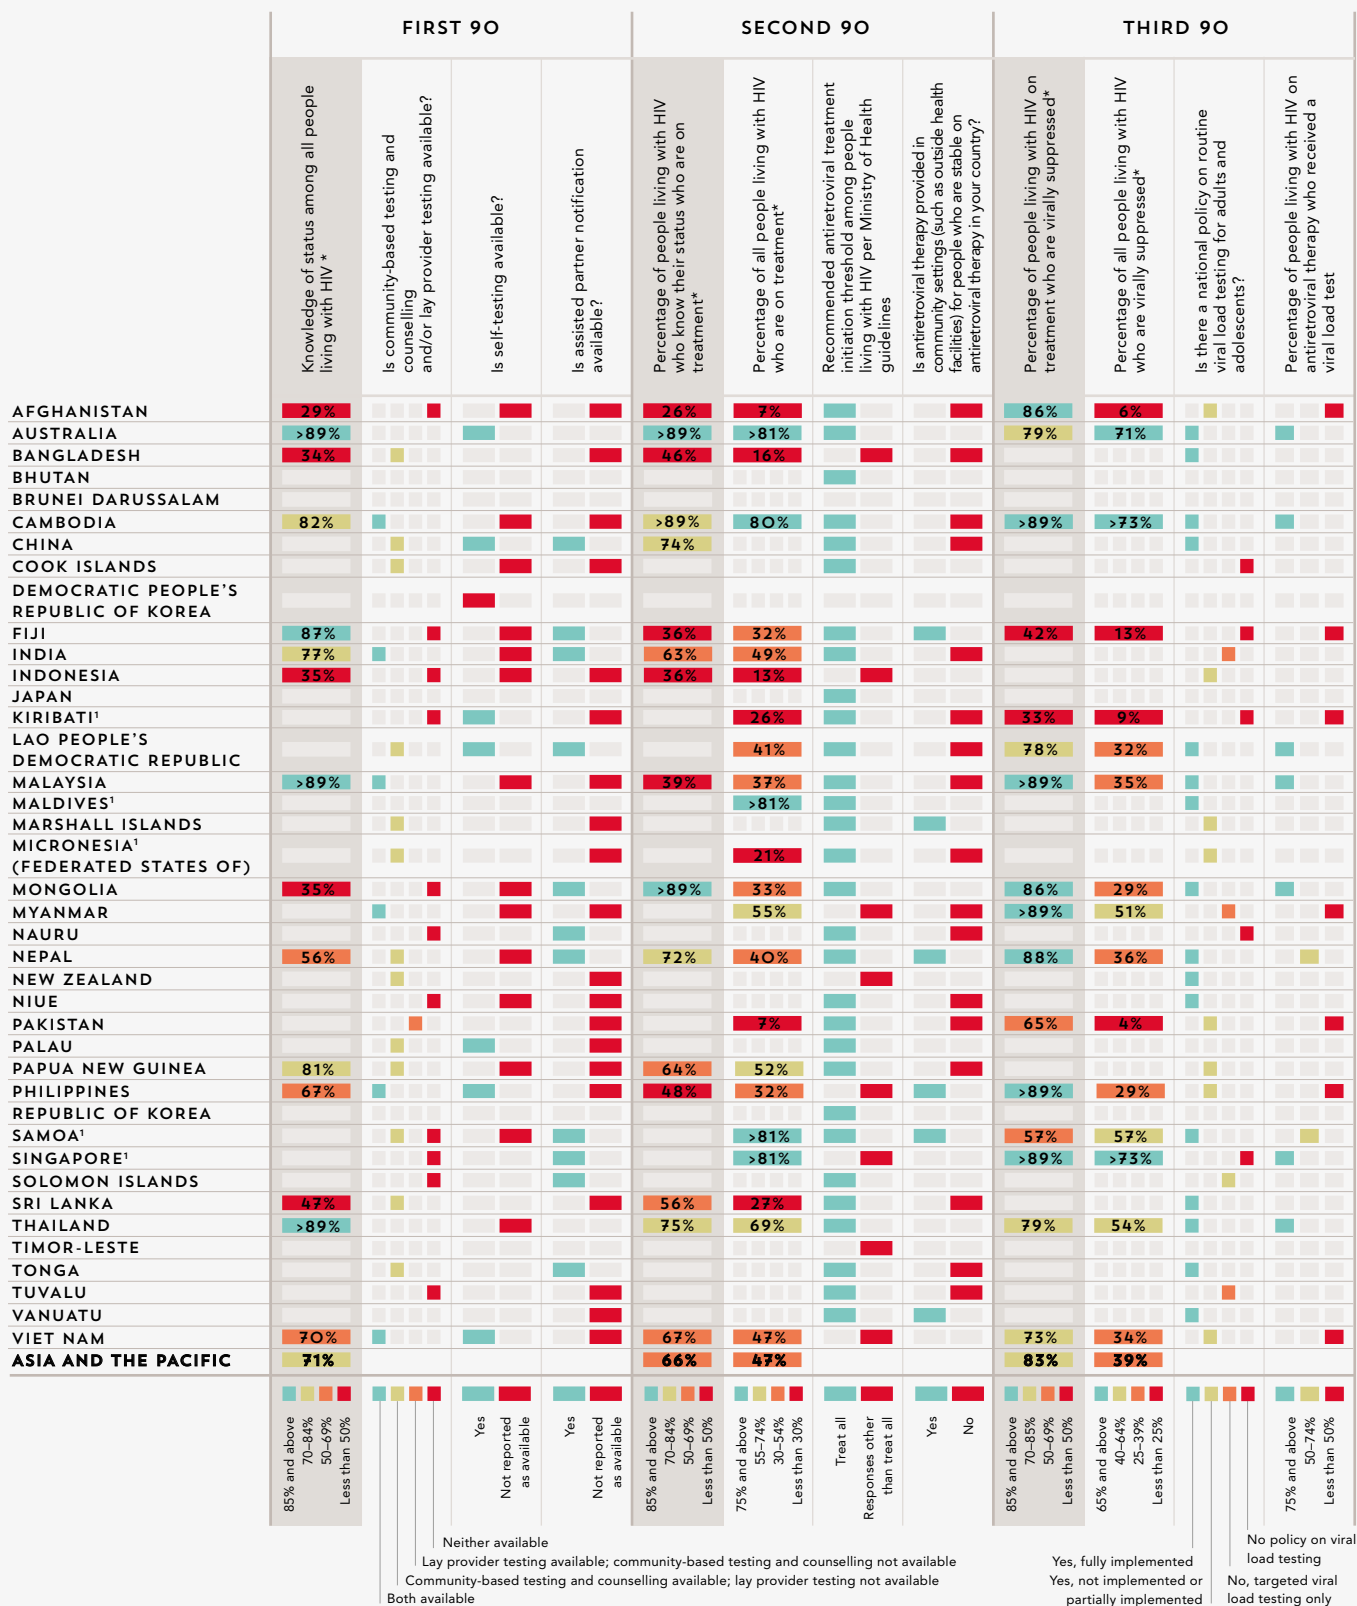 FIRST 90
SECOND 90
THIRD 90
Knowledge of status among all people
living with HIV *
Is community-based testing and
counselling
and/or lay provider testing available?
Is self-testing available?
Is assisted partner notification
available?
Percentage of people living with HIV
who know their status who are on
treatment*
Percentage of all people living with HIV
who are on treatment*
Recommended antiretroviral treatment
initiation threshold among people
living with HIV per Ministry of Health
guidelines
Is antiretroviral therapy provided in
community settings (such as outside health
facilities) for people who are stable on
antiretroviral therapy in your country?
Percentage of people living with HIV on
treatment who are virally suppressed*
Percentage of all people living with HIV
who are virally suppressed*
Is there a national policy on routine
viral load testing for adults and
adolescents?
Percentage of people living with HIV on
antiretroviral therapy who received a
viral load test
AFGHANISTAN 29% 26% 7% 86% 6%
AUSTRALIA >89% >89% >81% 79% 71%
BANGLADESH 34% 46% 16%
BHUTAN
BRUNEI DARUSSALAM
CAMBODIA 82% >89% 80% >89% >73%
CHINA 74%
COOK ISLANDS
DEMOCRATIC PEOPLE'S
REPUBLIC OF KOREA
FIJI 87% 36% 32% 42% 13%
INDIA 77% 63% 49%
INDONESIA 35% 36% 13%
JAPAN
KIRIBATI¹ 26% 33% 9%
LAO PEOPLE'S
DEMOCRATIC REPUBLIC 41% 78% 32%
MALAYSIA >89% 39% 37% >89% 35%
MALDIVES¹ >81%
MARSHALL ISLANDS
MICRONESIA¹
(FEDERATED STATES OF) 21%
MONGOLIA 35% >89% 33% 86% 29%
MYANMAR 55% >89% 51%
NAURU
NEPAL 56% 72% 40% 88% 36%
NEW ZEALAND
NIUE
PAKISTAN 7% 65% 4%
PALAU
PAPUA NEW GUINEA 81% 64% 52%
PHILIPPINES 67% 48% 32% >89% 29%
REPUBLIC OF KOREA
SAMOA¹ >81% 57% 57%
SINGAPORE¹ >81% >89% >73%
SOLOMON ISLANDS
SRI LANKA 47% 56% 27%
THAILAND >89% 75% 69% 79% 54%
TIMOR-LESTE
TONGA
TUVALU
VANUATU
VIET NAM 70% 67% 47% 73% 34%
ASIA AND THE PACIFIC 71% 66% 47% 83% 39%
85% and above
70–84%
50–69%
Less than 50%
Yes
Not reported
as available
Yes
Not reported
as available
85% and above
70–84%
50–69%
Less than 50%
75% and above
55–74%
30–54%
Less than 30%
Treat all
Responses other
than treat all
Yes
No
85% and above
70–85%
50–69%
Less than 50%
65% and above
40–64%
25–39%
Less than 25%
75% and above
50–74%
Less than 50%
Neither available
Lay provider testing available; community-based testing and counselling not available
Community-based testing and counselling available; lay provider testing not available
Both available
Yes, fully implemented
Yes, not implemented or
partially implemented
No policy on viral
load testing
No, targeted viral
load testing only